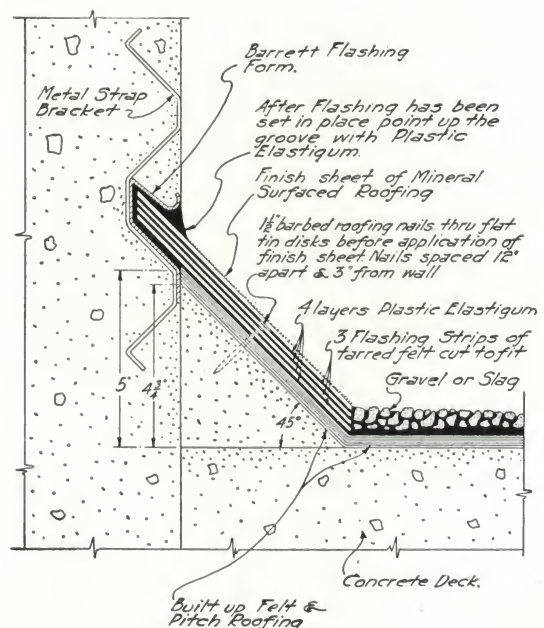 Barrett Flashing
Form.
Metal Strap
Bracket
After Flashing has been
set in place point up the
groove with Plastic
Elastigum.
Finish sheet of Mineral
Surfaced Roofing
1½" barbed roofing nails thru flat
tin disks before application of
finish sheet. Nails spaced 12"
apart & 3" from wall
4 layers Plastic Elastigum
3 Flashing Strips of
tarred felt cut to fit
Gravel or Slag
5"
4¾"
45°
Concrete Deck.
Built up Felt &
Pitch Roofing